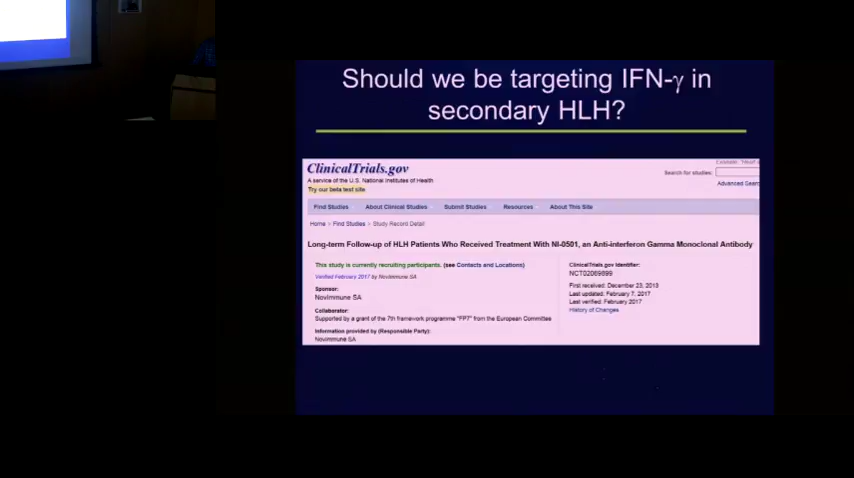 Should we be targeting IFN-γ in
secondary HLH?
ClinicalTrials.gov
A service of the U.S. National Institutes of Health
Try our beta test site
Search for studies:
Advanced Searc
Find Studies About Clinical Studies Submit Studies Resources About This Site
Home > Find Studies > Study Record Detail
Long-term Follow-up of HLH Patients Who Received Treatment With NI-0501, an Anti-interferon Gamma Monoclonal Antibody
This study is currently recruiting participants. (see Contacts and Locations)
Verified February 2017 by Novimmune SA
Sponsor:
Novimmune SA
Collaborator:
Supported by a grant of the 7th framework programme "FP7" from the European Committee
Information provided by (Responsible Party):
Novimmune SA
ClinicalTrials.gov Identifier:
NCT02069899
First received: December 23, 2013
Last updated: February 7, 2017
Last verified: February 2017
History of Changes